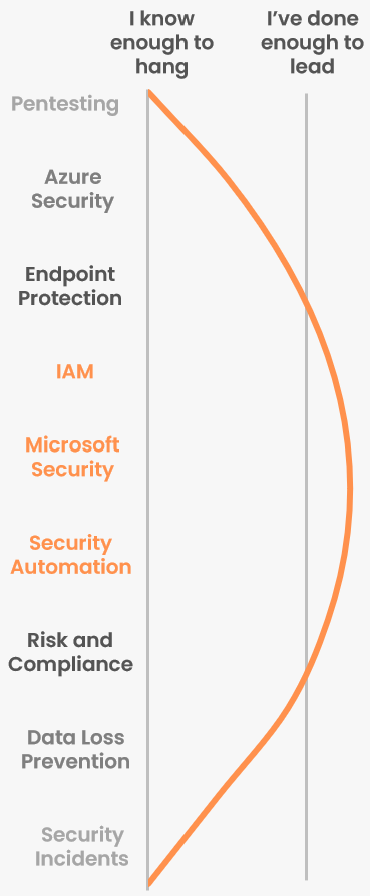 I know
enough to
hang
I've done
enough to
lead
Pentesting
Azure
Security
Endpoint
Protection
IAM
Microsoft
Security
Security
Automation
Risk and
Compliance
Data Loss
Prevention
Security
Incidents